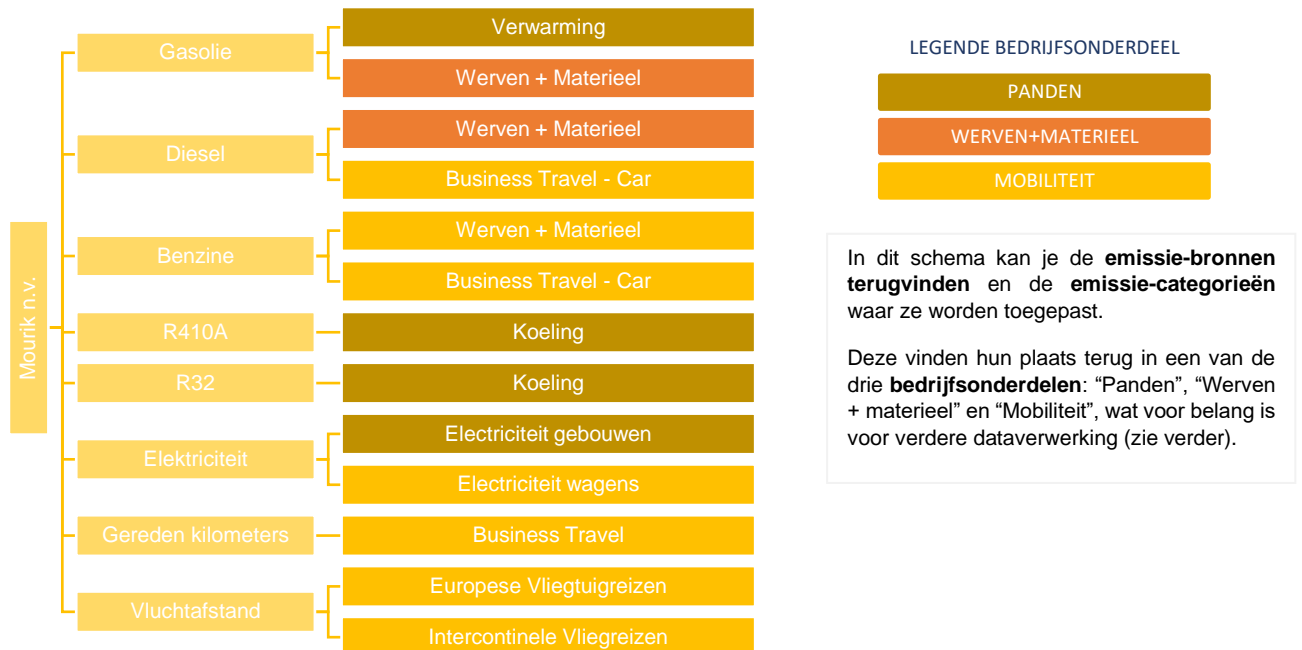 Mourik n.v.
Gasolie
Verwarming
Werven + Materieel
Diesel
Werven + Materieel
Business Travel - Car
Benzine
Werven + Materieel
Business Travel - Car
R410A
Koeling
R32
Koeling
Elektriciteit
Electriciteit gebouwen
Electriciteit wagens
Gereden kilometers
Business Travel
Vluchtafstand
Europese Vliegtuigreizen
Intercontinele Vliegreizen
LEGENDE BEDRIJFSONDERDEEL
PANDEN
WERVEN+MATERIEEL
MOBILITEIT
In dit schema kan je de emissie-bronnen
terugvinden en de emissie-categorieën
waar ze worden toegepast.
Deze vinden hun plaats terug in een van de
drie bedrijfsonderdelen: “Panden”, “Werven
+ materieel” en “Mobiliteit”, wat voor belang is
voor verdere dataverwerking (zie verder).